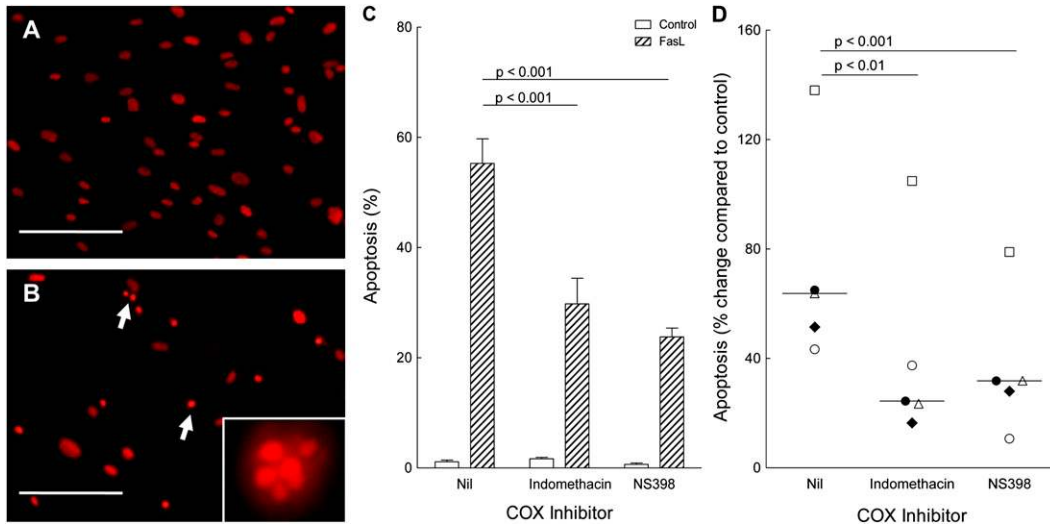 A
B
C
80
60
40
20
0
Apoptosis (%)
Control
FasL
p < 0.001
p < 0.001
Nil
Indomethacin
NS398
COX Inhibitor
D
160
120
80
40
0
Apoptosis (% change compared to control)
p < 0.001
p < 0.01
Nil
Indomethacin
NS398
COX Inhibitor